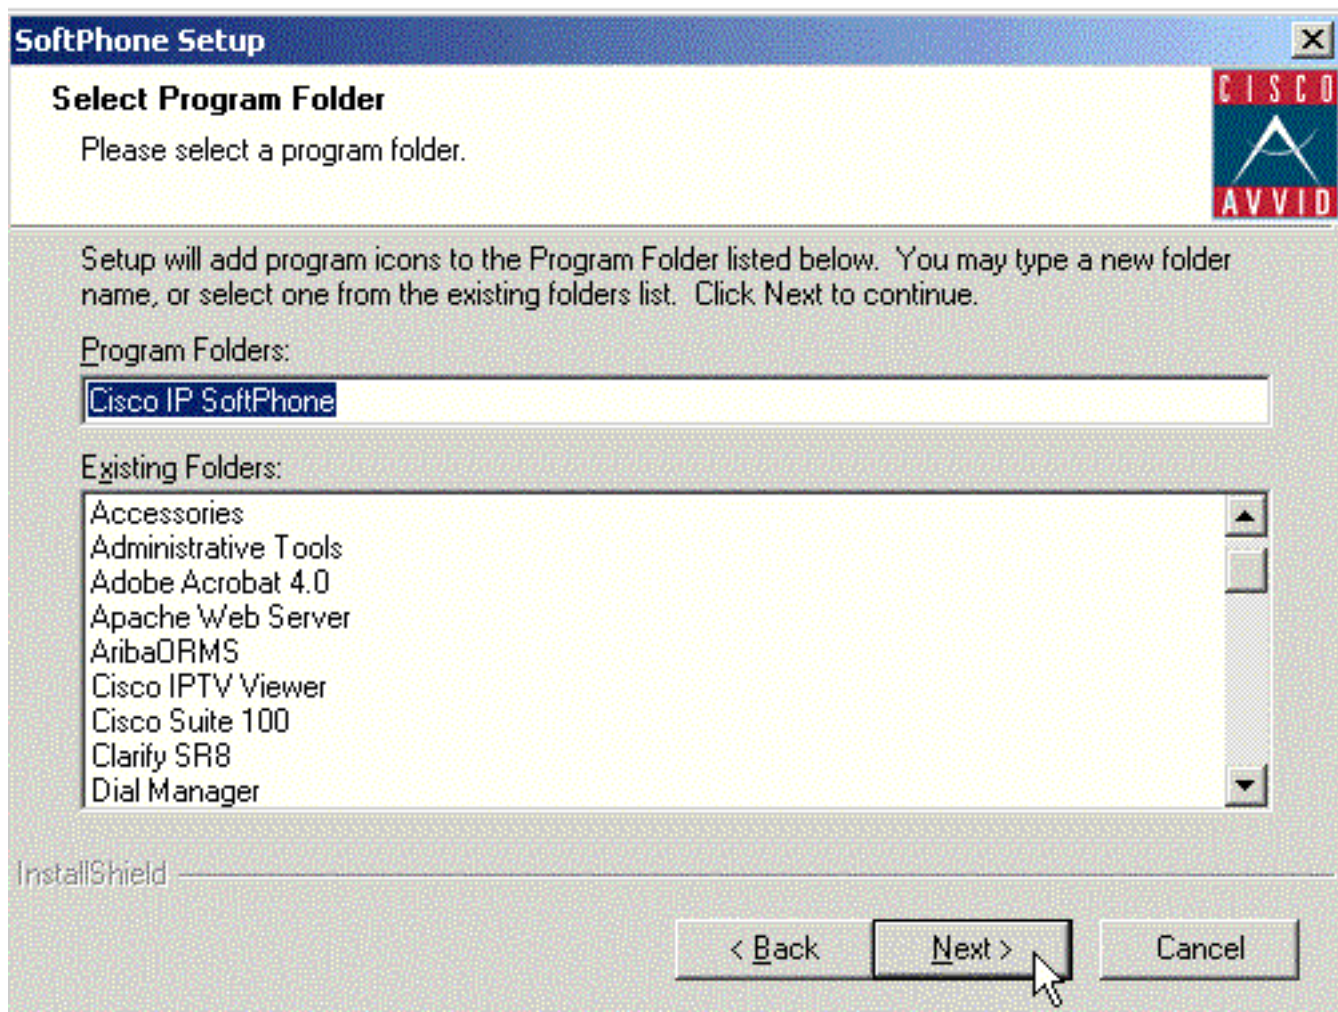 SoftPhone Setup
Select Program Folder
Please select a program folder.
CISCO
AVVID
Setup will add program icons to the Program Folder listed below.  You may type a new folder
name, or select one from the existing folders list.  Click Next to continue.
Program Folders:
Cisco IP SoftPhone
Existing Folders:
Accessories
Administrative Tools
Adobe Acrobat 4.0
Apache Web Server
AribaORMS
Cisco IPTV Viewer
Cisco Suite 100
Clarify SR8
Dial Manager
InstallShield
< Back
Next >
Cancel